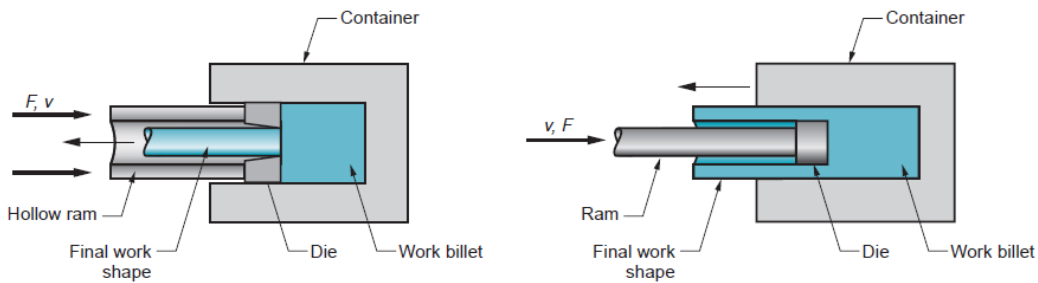 Container
F, v
Hollow ram
Final work
shape
Die
Work billet
Container
v, F
Ram
Final work
shape
Die
Work billet